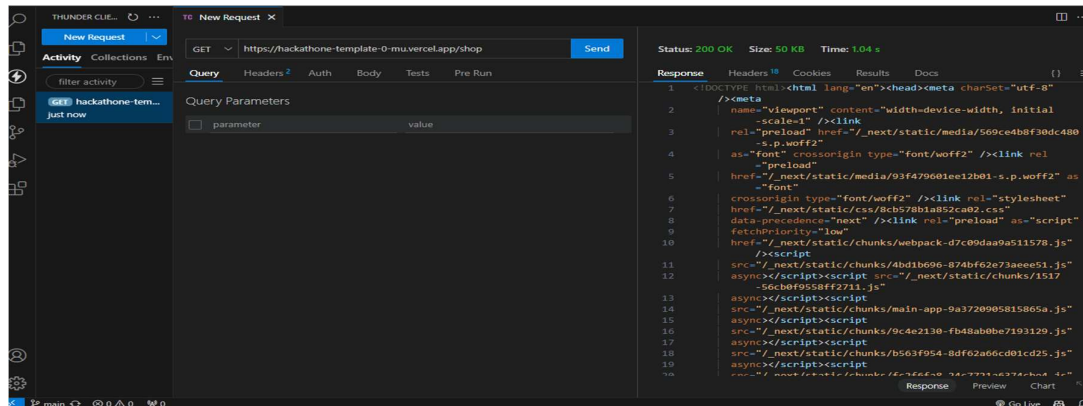 THUNDER CLIE...
TC New Request
New Request
Activity Collections Env
filter activity
GET hackathone-tem...
just now
GET https://hackathone-template-0-mu.vercel.app/shop Send
Query Headers 2 Auth Body Tests Pre Run
Query Parameters
parameter value
Status: 200 OK Size: 50 KB Time: 1.04 s
Response Headers 18 Cookies Results Docs {}
1 <!DOCTYPE html><html lang="en"><head><meta charSet="utf-8"
/><meta
2 name="viewport" content="width=device-width, initial
-scale=1" /><link
3 rel="preload" href="/_next/static/media/569ce4b8f30dc480
-s.p.woff2"
4 as="font" crossorigin type="font/woff2" /><link rel
="preload"
5 href="/_next/static/media/93f479601ee12b01-s.p.woff2" as
="font"
6 crossorigin type="font/woff2" /><link rel="stylesheet"
7 href="/_next/static/css/8cb578b1a852ca02.css"
8 data-precedence="next" /><link rel="preload" as="script"
9 fetchPriority="low"
10 href="/_next/static/chunks/webpack-d7c09daa9a511578.js"
/><script
11 src="/_next/static/chunks/4bd1b696-874bf62e73aeee51.js"
12 async></script><script src="/_next/static/chunks/1517
-56cb0f9558ff2711.js"
13 async></script><script
14 src="/_next/static/chunks/main-app-9a3720905815865a.js"
15 async></script><script
16 src="/_next/static/chunks/9c4e2130-fb48ab0be7193129.js"
17 async></script><script
18 src="/_next/static/chunks/b563f954-8df62a66cd01cd25.js"
19 async></script><script
Response Preview Chart
main 0 0 0 Go Live